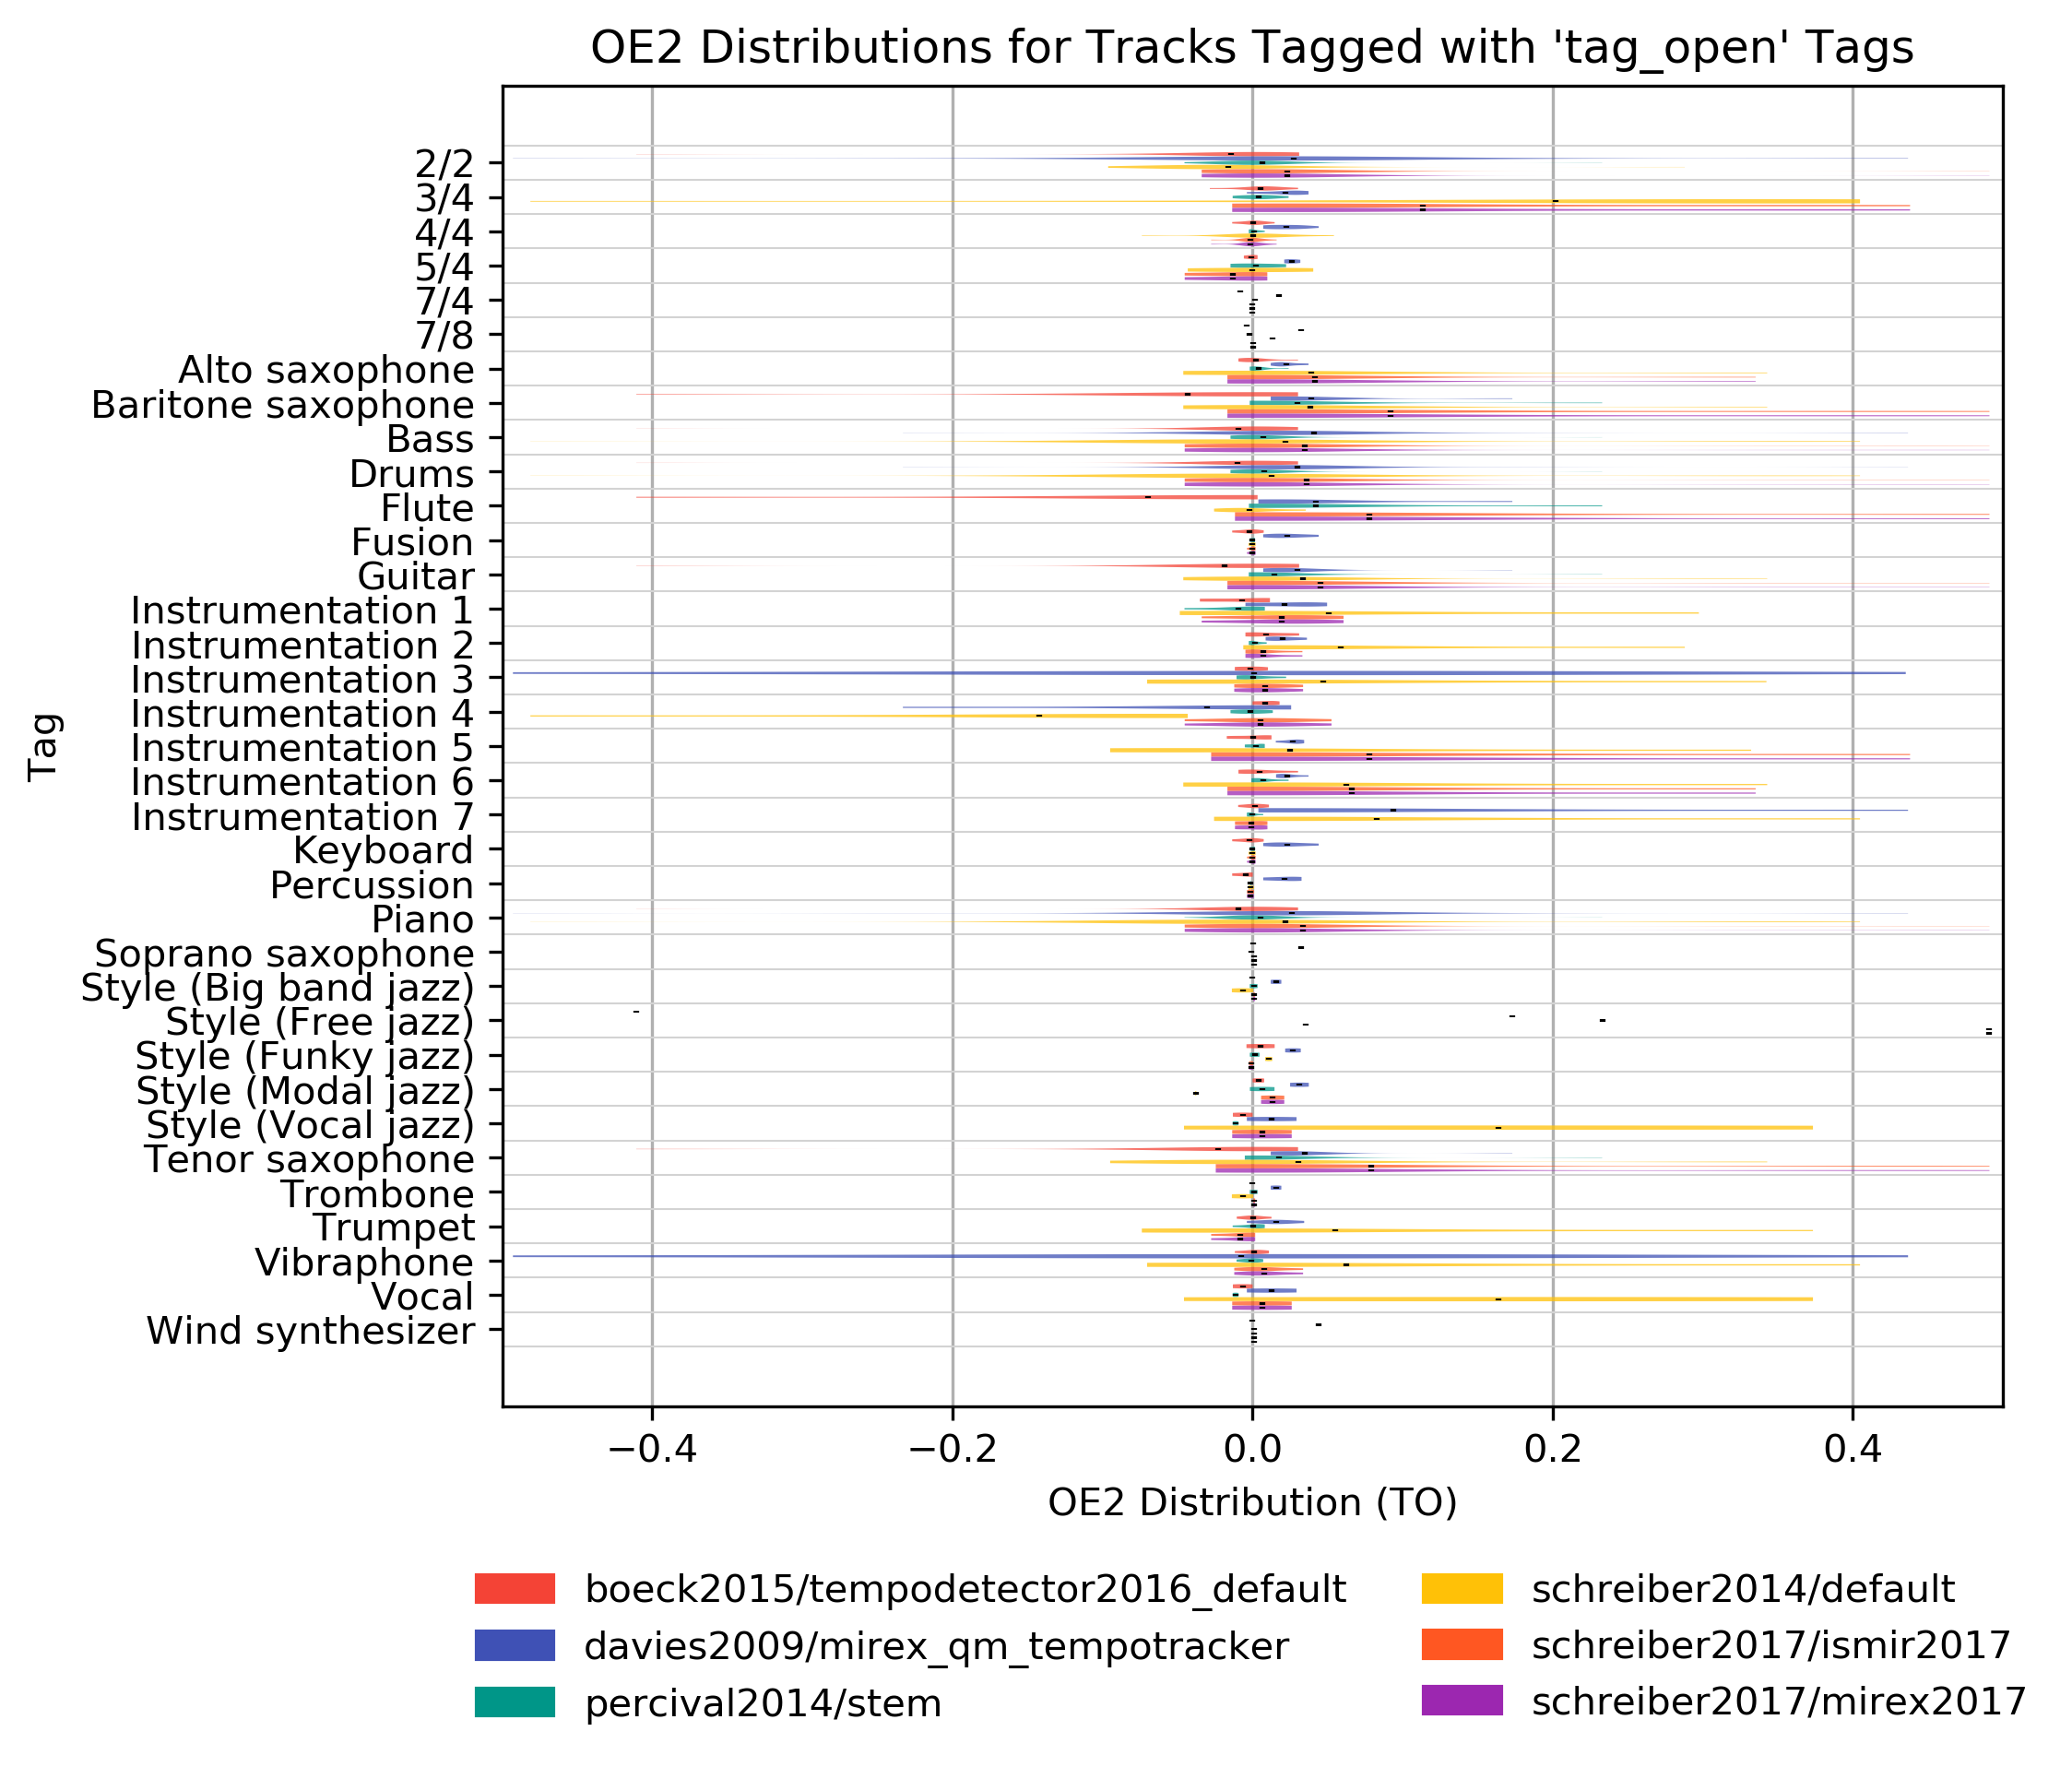 OE2 Distributions for Tracks Tagged with 'tag_open' Tags
2/2
3/4
4/4
5/4
7/4
7/8
Alto saxophone
Baritone saxophone
Bass
Drums
Flute
Fusion
Guitar
Instrumentation 1
Instrumentation 2
Instrumentation 3
Instrumentation 4
Instrumentation 5
Instrumentation 6
Instrumentation 7
Keyboard
Percussion
Piano
Soprano saxophone
Style (Big band jazz)
Style (Free jazz)
Style (Funky jazz)
Style (Modal jazz)
Style (Vocal jazz)
Tenor saxophone
Trombone
Trumpet
Vibraphone
Vocal
Wind synthesizer
Tag
−0.4 −0.2 0.0 0.2 0.4
OE2 Distribution (TO)
boeck2015/tempodetector2016_default
davies2009/mirex_qm_tempotracker
percival2014/stem
schreiber2014/default
schreiber2017/ismir2017
schreiber2017/mirex2017